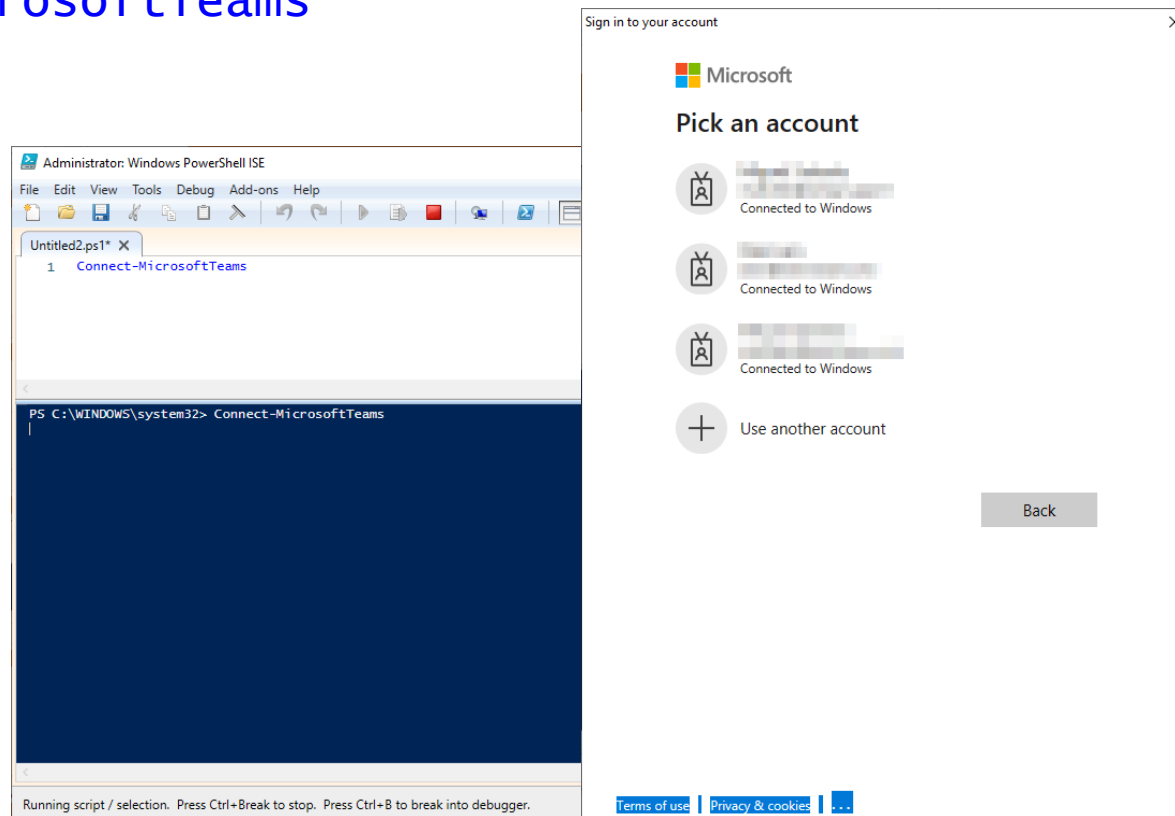 rosoftTeams
Sign in to your account
Microsoft
Pick an account
Connected to Windows
Connected to Windows
Connected to Windows
Use another account
Back
Terms of use
Privacy & cookies
...
Administrator: Windows PowerShell ISE
File Edit View Tools Debug Add-ons Help
Untitled2.ps1* X
1 Connect-MicrosoftTeams
PS C:\WINDOWS\system32> Connect-MicrosoftTeams
Running script / selection. Press Ctrl+Break to stop. Press Ctrl+B to break into debugger.